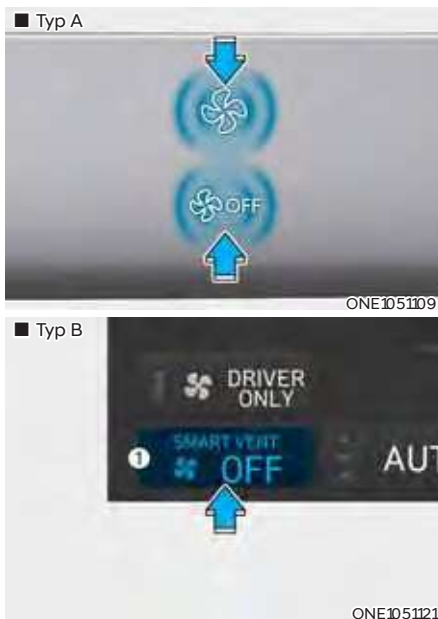 ■ Typ A
OFF
ONE1051109
■ Typ B
DRIVER
ONLY
SMART VENT
1 OFF
AUT
ONE1051121